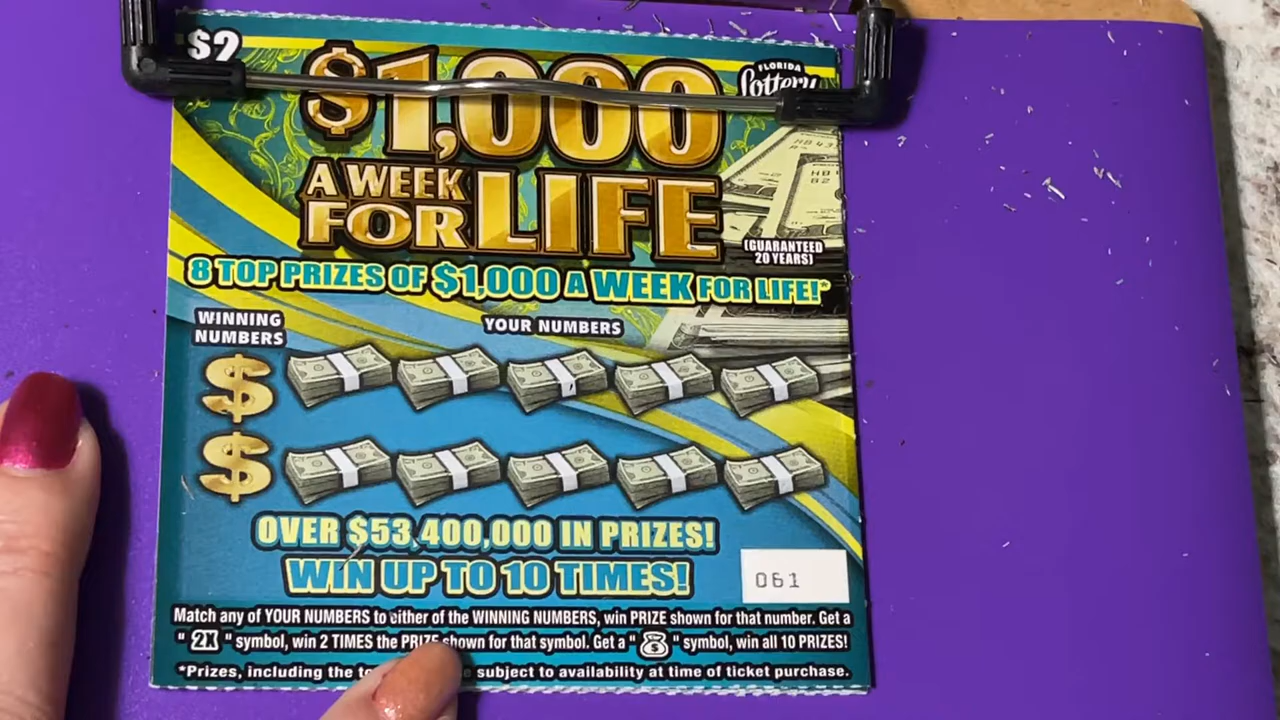 $2
$1,000
FLORIDA
Lottery
A WEEK
FOR LIFE
(GUARANTEED
20 YEARS)
8 TOP PRIZES OF $1,000 A WEEK FOR LIFE!*
WINNING
NUMBERS
YOUR NUMBERS
$
$
OVER $53,400,000 IN PRIZES!
WIN UP TO 10 TIMES!
061
Match any of YOUR NUMBERS to either of the WINNING NUMBERS, win PRIZE shown for that number. Get a
"2X" symbol, win 2 TIMES the PRIZE shown for that symbol. Get a "$" symbol, win all 10 PRIZES!
*Prizes, including the subject to availability at time of ticket purchase.